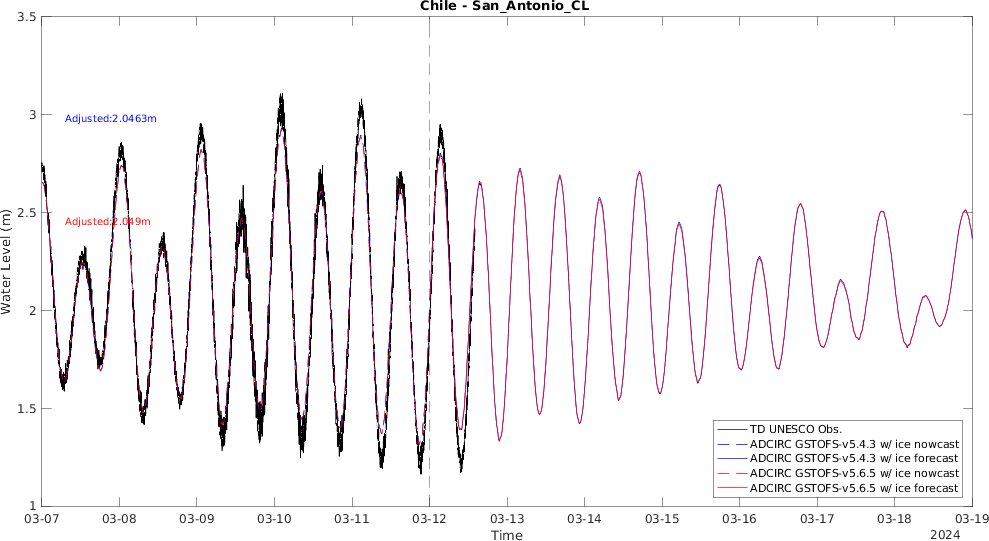 Chile - San_Antonio_CL
3.5
3
2.5
2
1.5
1
Water Level (m)
Adjusted:2.0463m
Adjusted:2.049m
TD UNESCO Obs.
ADCIRC GSTOFS-v5.4.3 w/ ice nowcast
ADCIRC GSTOFS-v5.4.3 w/ ice forecast
ADCIRC GSTOFS-v5.6.5 w/ ice nowcast
ADCIRC GSTOFS-v5.6.5 w/ ice forecast
03-07 03-08 03-09 03-10 03-11 03-12 03-13 03-14 03-15 03-16 03-17 03-18 03-19
Time
2024